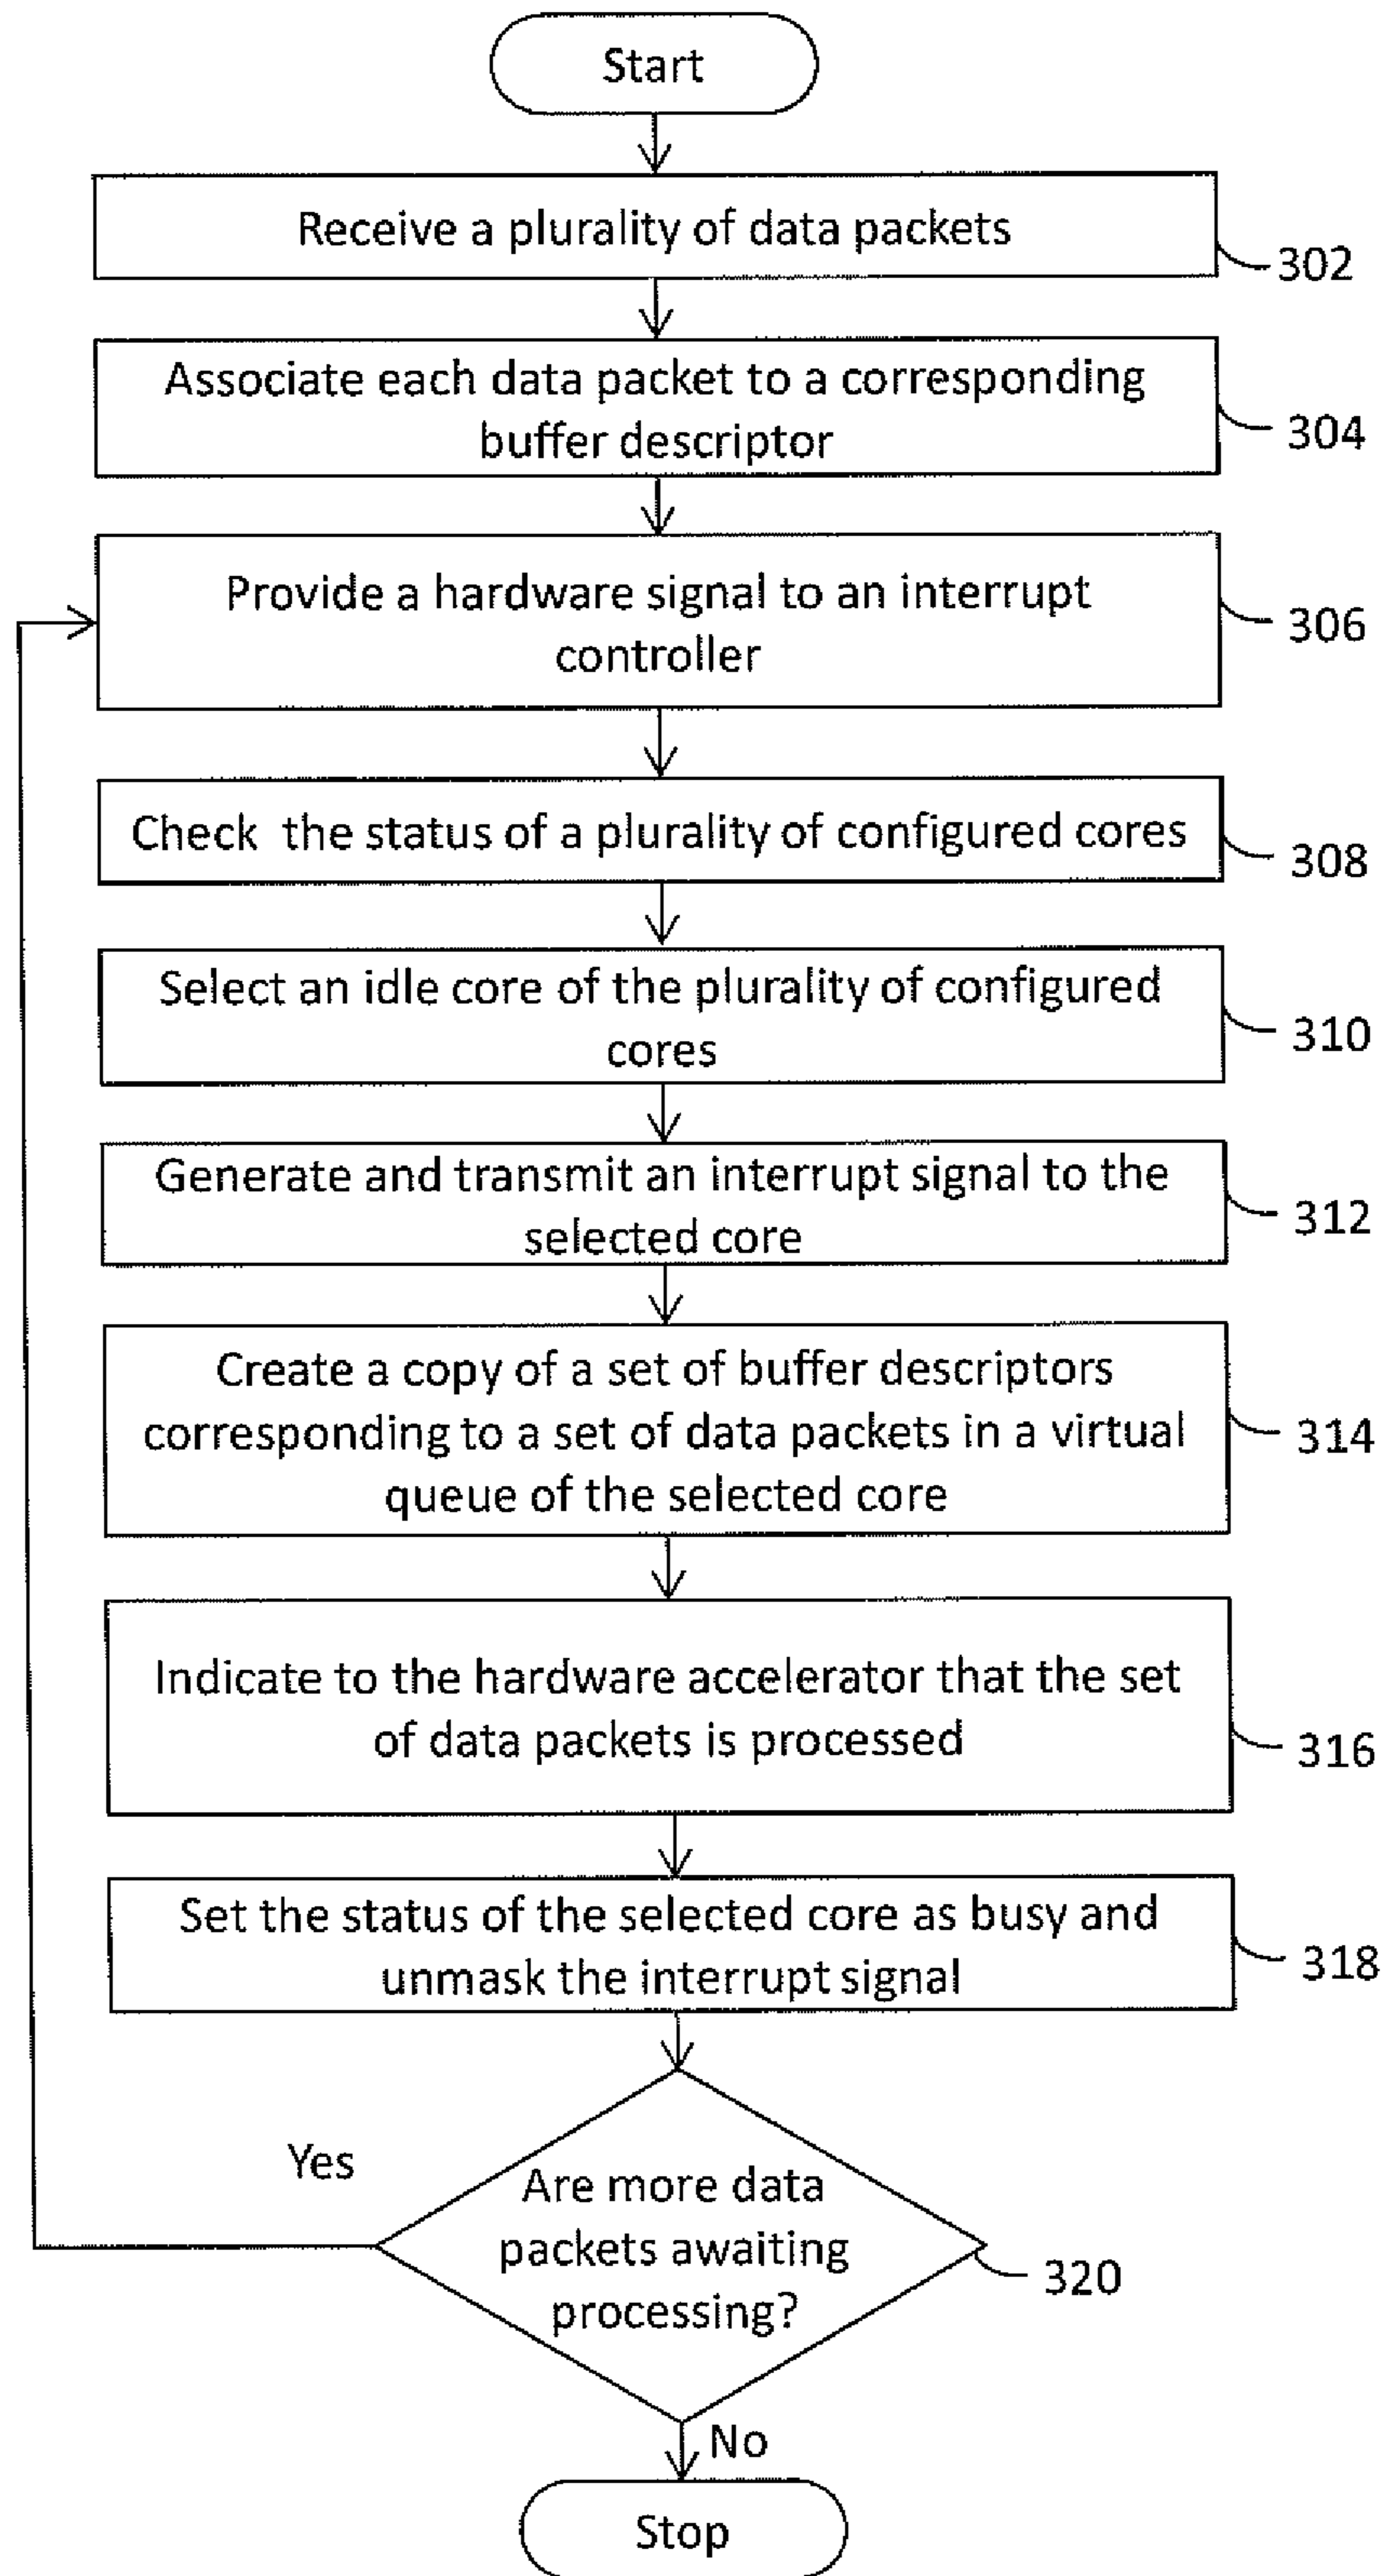 Start
Receive a plurality of data packets
302
Associate each data packet to a corresponding
buffer descriptor
304
Provide a hardware signal to an interrupt
controller
306
Check the status of a plurality of configured cores
308
Select an idle core of the plurality of configured
cores
310
Generate and transmit an interrupt signal to the
selected core
312
Create a copy of a set of buffer descriptors
corresponding to a set of data packets in a virtual
queue of the selected core
314
Indicate to the hardware accelerator that the set
of data packets is processed
316
Set the status of the selected core as busy and
unmask the interrupt signal
318
Yes
Are more data
packets awaiting
processing?
320
No
Stop